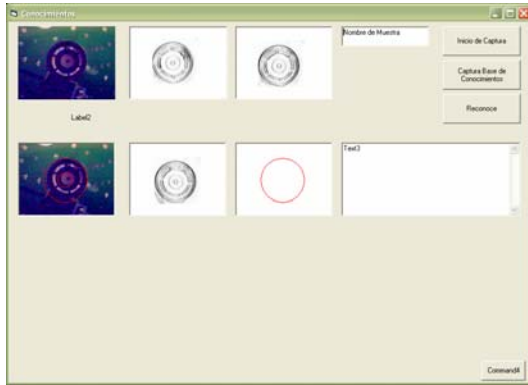 Conocimientos
Nombre de Muestra
Inicio de Captura
Captura Base de
Conocimientos
Reconoce
Label2
Text3
Command4